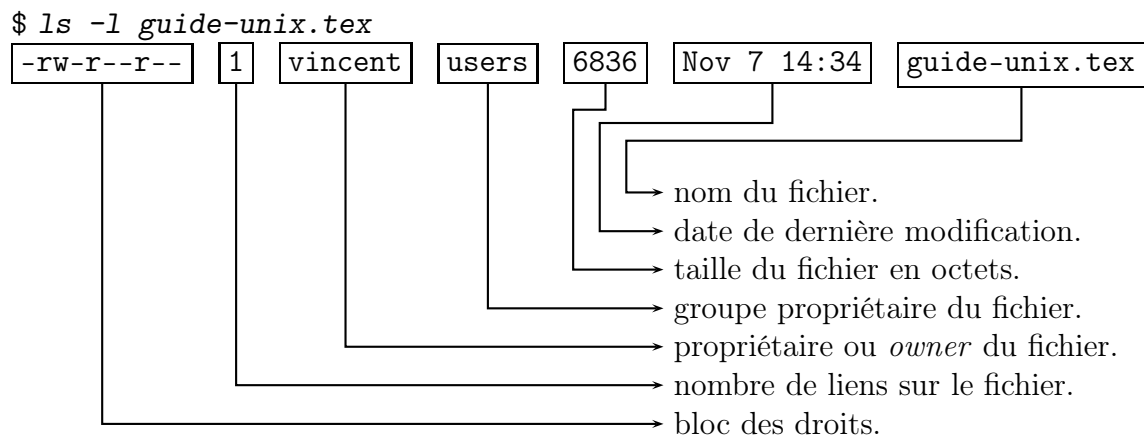 $ ls -l guide-unix.tex
-rw-r--r-- 1 vincent users 6836 Nov 7 14:34 guide-unix.tex
nom du fichier.
date de dernière modification.
taille du fichier en octets.
groupe propriétaire du fichier.
propriétaire ou owner du fichier.
nombre de liens sur le fichier.
bloc des droits.